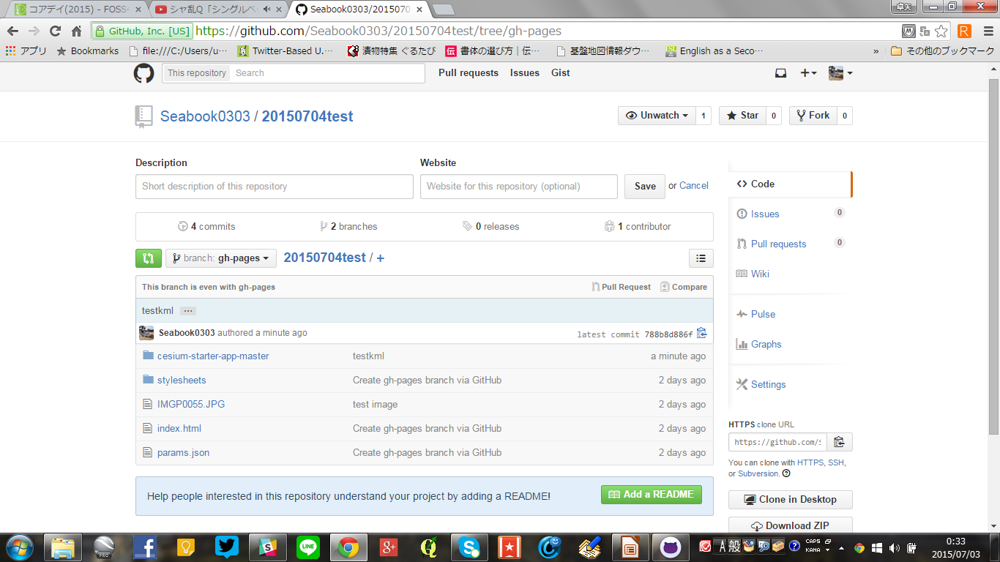 コアデイ(2015) - FOSS4
シャ乱Q「シングルベ
Seabook0303/2015070
卓矢
GitHub, Inc. [US] https://github.com/Seabook0303/20150704test/tree/gh-pages
アプリ Bookmarks file:///C:/Users/u… Twitter-Based U.… 漬物特集 ぐるたび 書体の選び方｜伝… 基盤地図情報ダウ… English as a Seco… » その他のブックマーク
This repository Search Pull requests Issues Gist
Seabook0303 / 20150704test
Unwatch 1 Star 0 Fork 0
Description Website
Short description of this repository Website for this repository (optional) Save or Cancel
4 commits 2 branches 0 releases 1 contributor
branch: gh-pages 20150704test / +
This branch is even with gh-pages Pull Request Compare
testkml …
Seabook0303 authored a minute ago latest commit 788b8d886f
cesium-starter-app-master testkml a minute ago
stylesheets Create gh-pages branch via GitHub 2 days ago
IMGP0055.JPG test image 2 days ago
index.html Create gh-pages branch via GitHub 2 days ago
params.json Create gh-pages branch via GitHub 2 days ago
Help people interested in this repository understand your project by adding a README! Add a README
Code
Issues 0
Pull requests 0
Wiki
Pulse
Graphs
Settings
HTTPS clone URL
https://github.com/S
You can clone with HTTPS, SSH,
or Subversion.
Clone in Desktop
Download ZIP
PRO
LINE
A 般
CAPS
KANA
0:33
2015/07/03